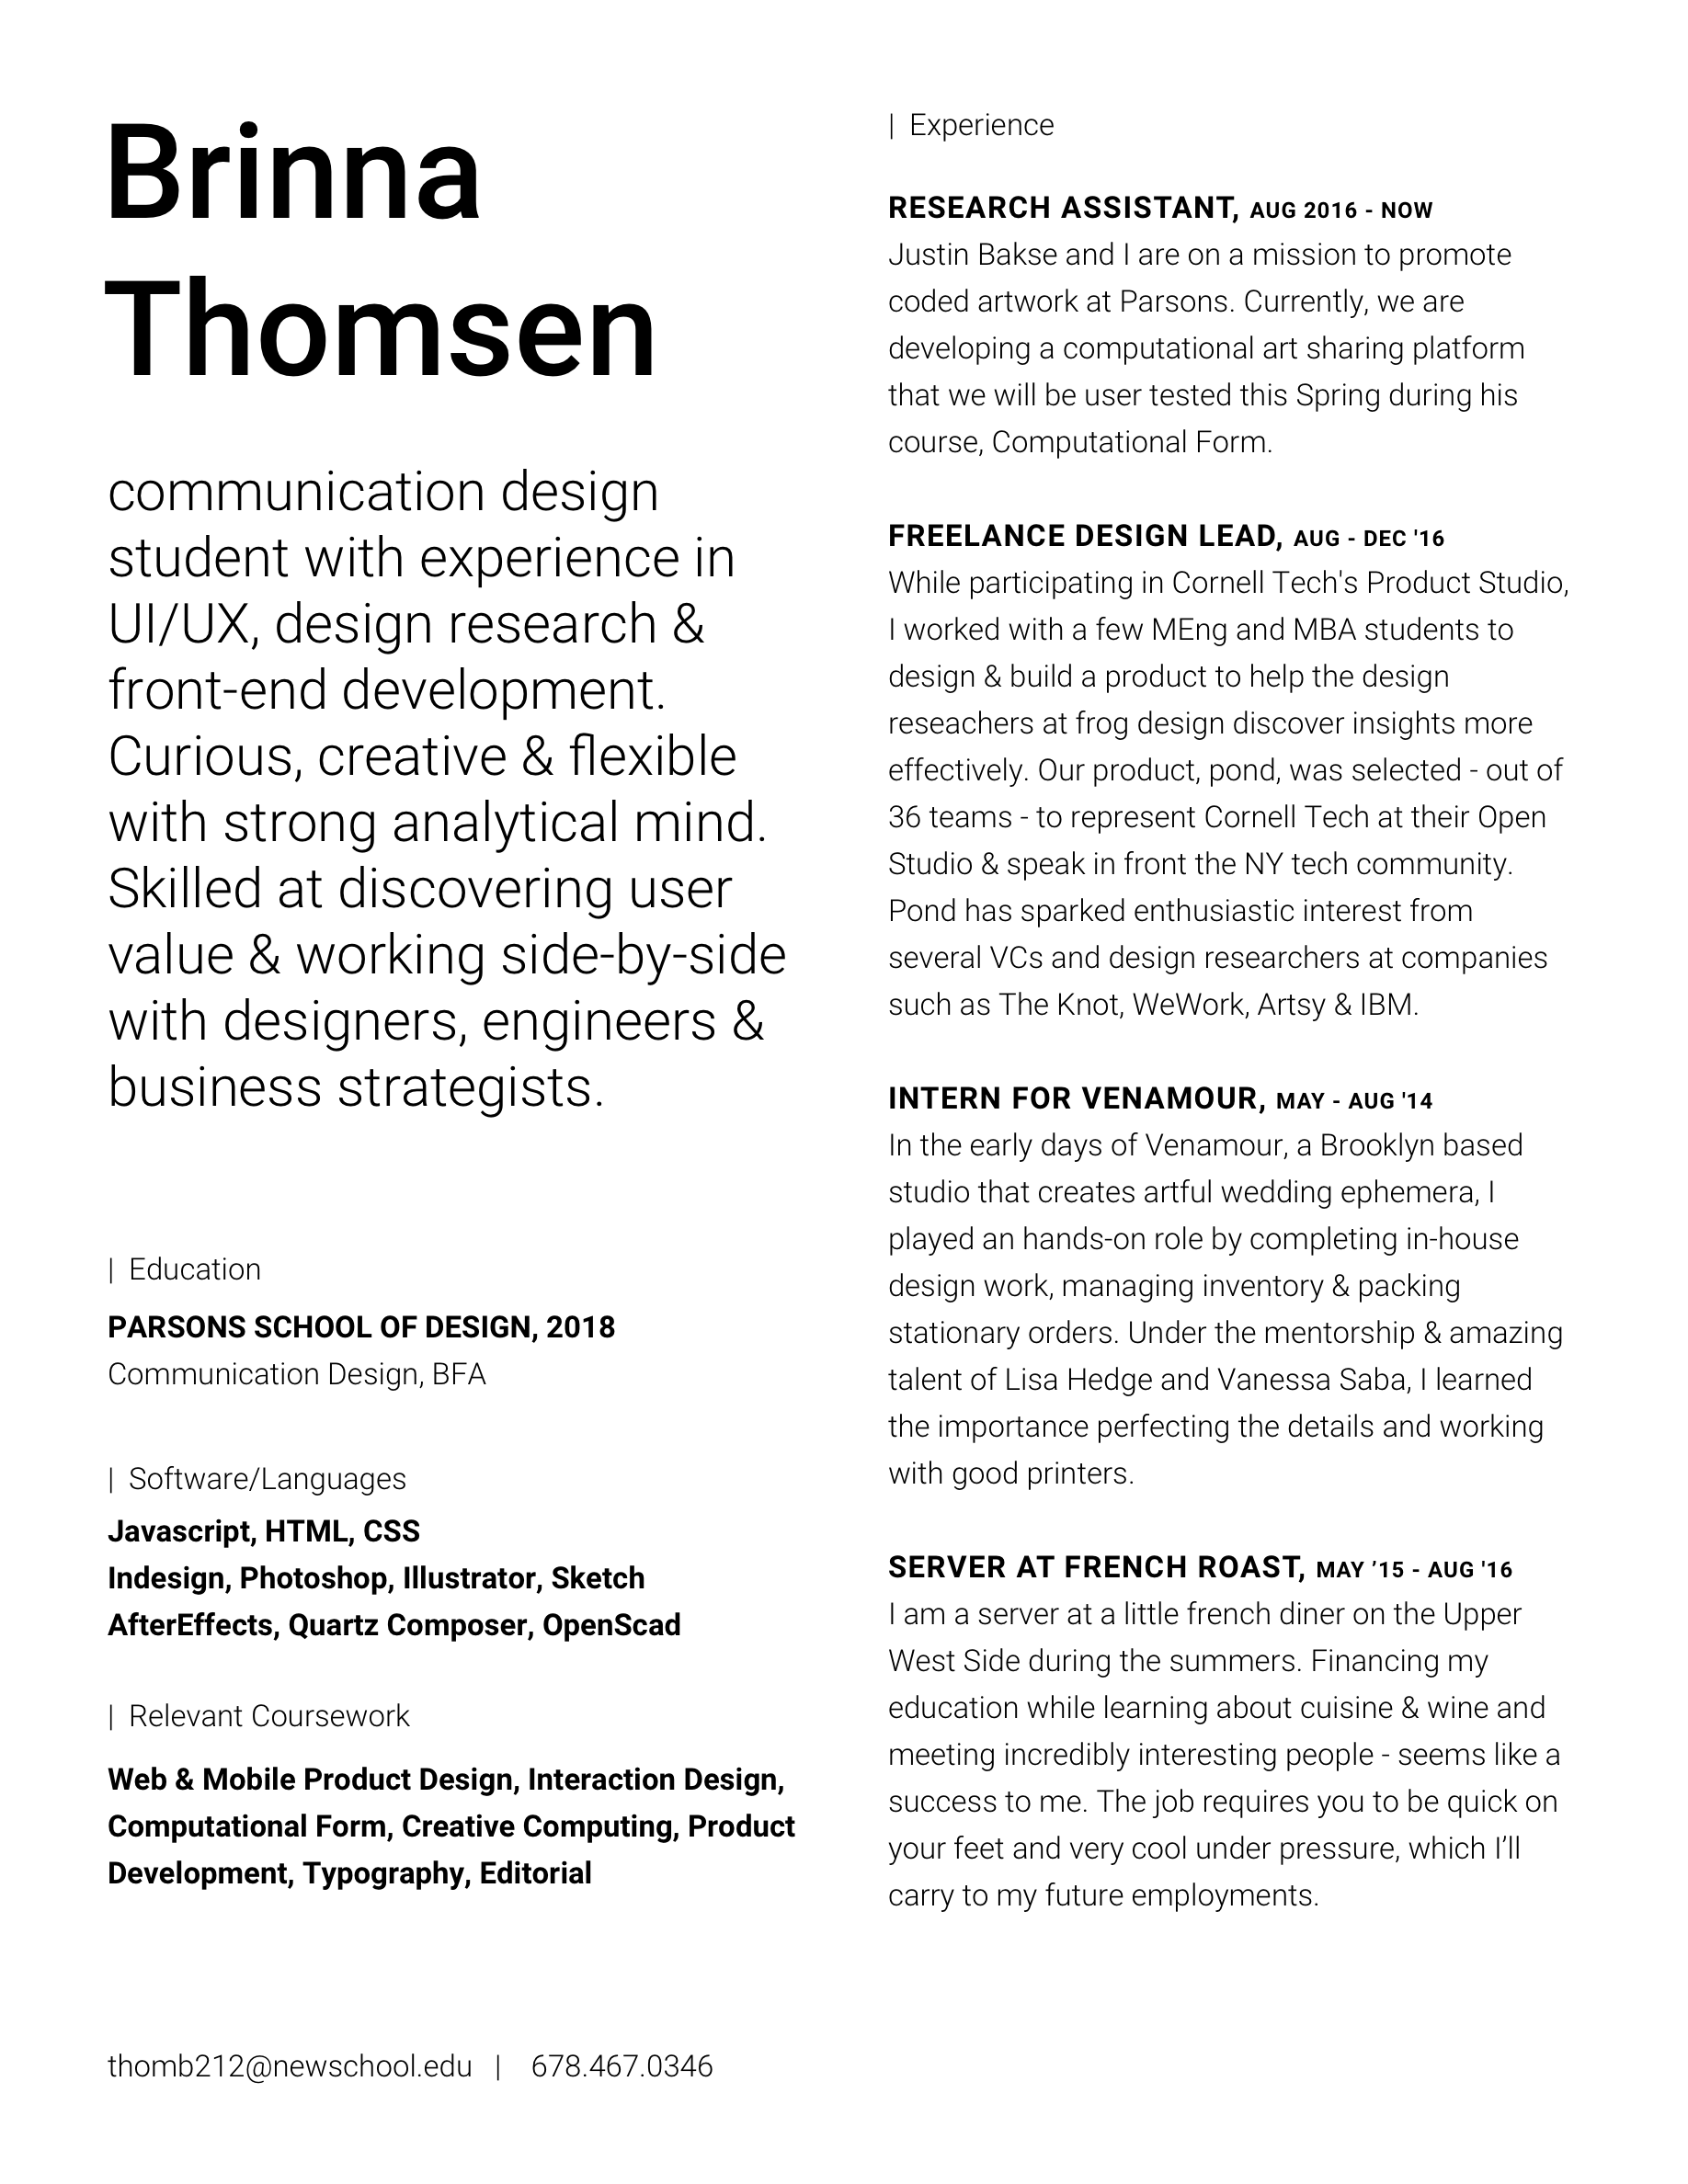 Brinna
Thomsen
communication design
student with experience in
UI/UX, design research &
front-end development.
Curious, creative & flexible
with strong analytical mind.
Skilled at discovering user
value & working side-by-side
with designers, engineers &
business strategists.
| Education
PARSONS SCHOOL OF DESIGN, 2018
Communication Design, BFA
| Software/Languages
Javascript, HTML, CSS
Indesign, Photoshop, Illustrator, Sketch
AfterEffects, Quartz Composer, OpenScad
| Relevant Coursework
Web & Mobile Product Design, Interaction Design,
Computational Form, Creative Computing, Product
Development, Typography, Editorial
thomb212@newschool.edu | 678.467.0346
| Experience
RESEARCH ASSISTANT, AUG 2016 - NOW
Justin Bakse and I are on a mission to promote
coded artwork at Parsons. Currently, we are
developing a computational art sharing platform
that we will be user tested this Spring during his
course, Computational Form.
FREELANCE DESIGN LEAD, AUG - DEC '16
While participating in Cornell Tech's Product Studio,
I worked with a few MEng and MBA students to
design & build a product to help the design
reseachers at frog design discover insights more
effectively. Our product, pond, was selected - out of
36 teams - to represent Cornell Tech at their Open
Studio & speak in front the NY tech community.
Pond has sparked enthusiastic interest from
several VCs and design researchers at companies
such as The Knot, WeWork, Artsy & IBM.
INTERN FOR VENAMOUR, MAY - AUG '14
In the early days of Venamour, a Brooklyn based
studio that creates artful wedding ephemera, I
played an hands-on role by completing in-house
design work, managing inventory & packing
stationary orders. Under the mentorship & amazing
talent of Lisa Hedge and Vanessa Saba, I learned
the importance perfecting the details and working
with good printers.
SERVER AT FRENCH ROAST, MAY ’15 - AUG '16
I am a server at a little french diner on the Upper
West Side during the summers. Financing my
education while learning about cuisine & wine and
meeting incredibly interesting people - seems like a
success to me. The job requires you to be quick on
your feet and very cool under pressure, which I’ll
carry to my future employments.